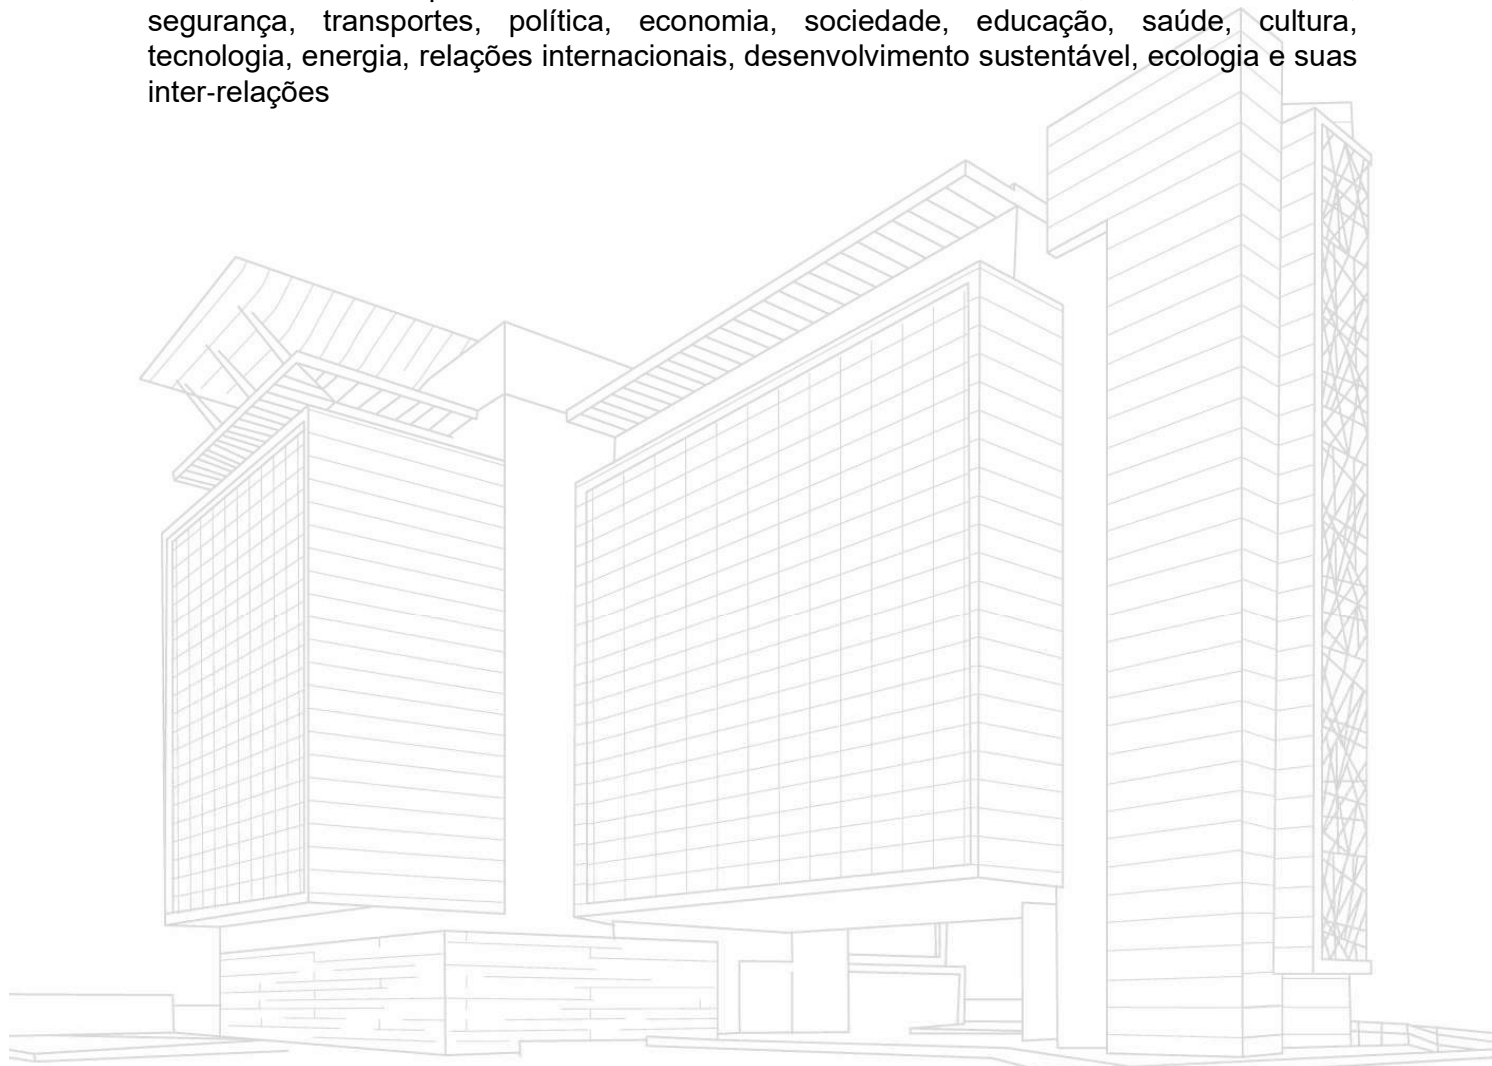 segurança, transportes, política, economia, sociedade, educação, saúde, cultura,
tecnologia, energia, relações internacionais, desenvolvimento sustentável, ecologia e suas
inter-relações